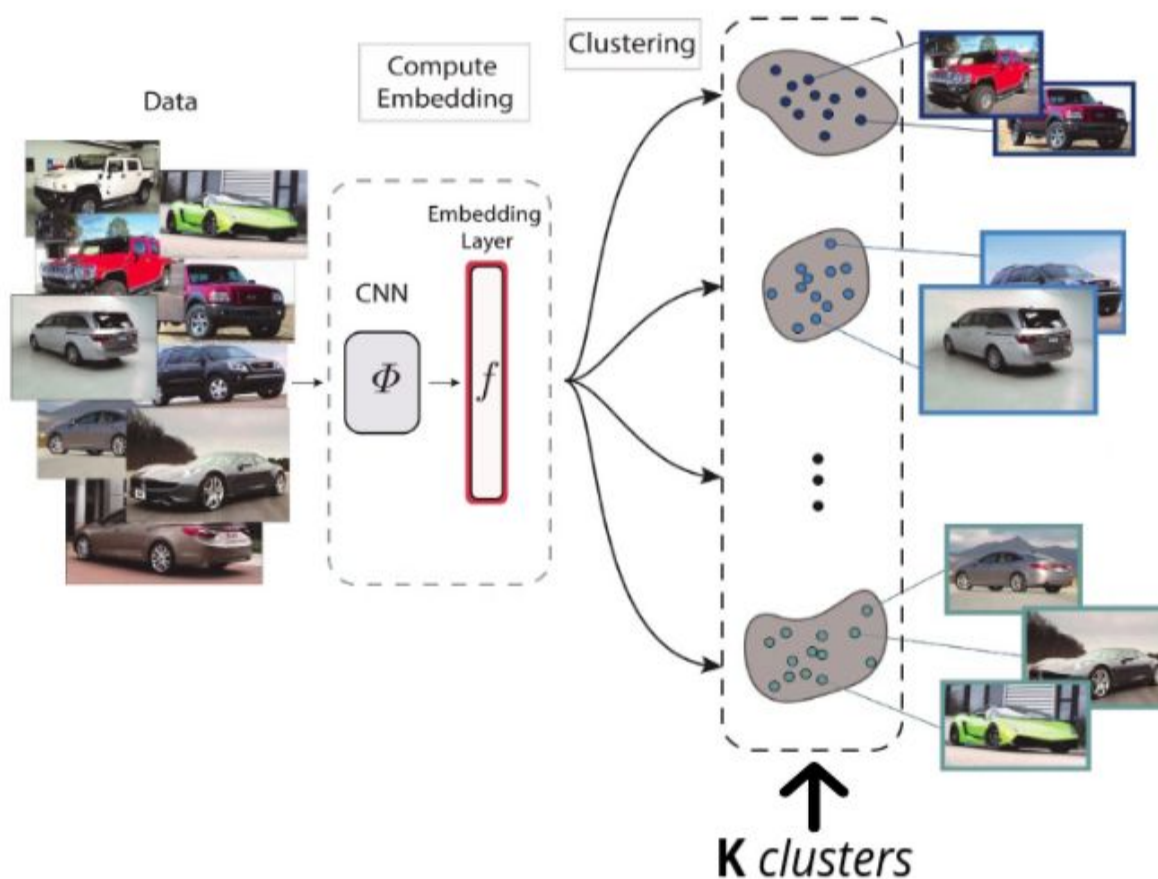 Data
Compute
Embedding
Clustering
Embedding
Layer
CNN
Φ
f
K clusters